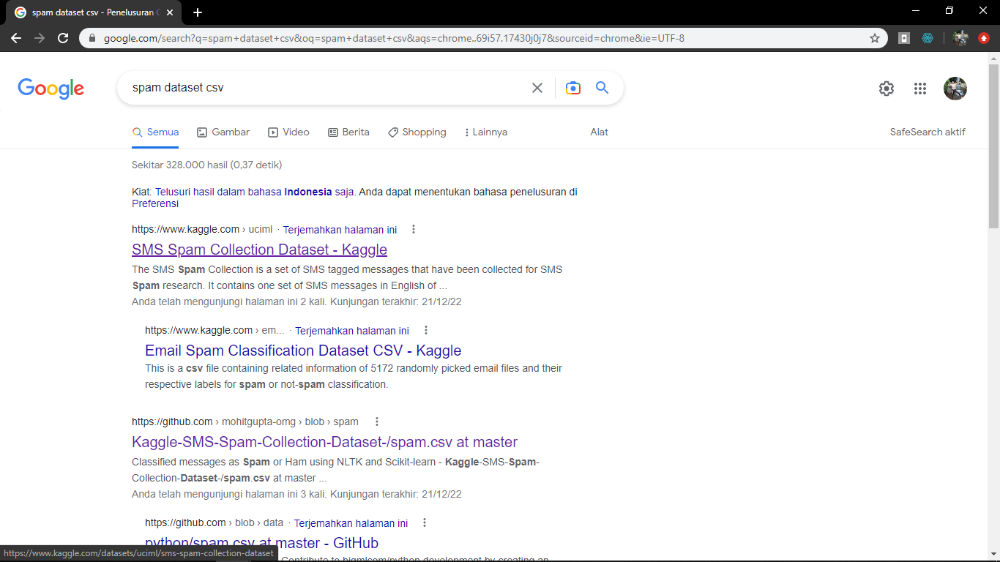 spam dataset csv - Penelusuran
google.com/search?q=spam+dataset+csv&oq=spam+dataset+csv&aqs=chrome..69i57.17430j0j7&sourceid=chrome&ie=UTF-8
Google
spam dataset csv
Semua Gambar Video Berita Shopping Lainnya Alat SafeSearch aktif
Sekitar 328.000 hasil (0,37 detik)
Kiat: Telusuri hasil dalam bahasa Indonesia saja. Anda dapat menentukan bahasa penelusuran di
Preferensi
https://www.kaggle.com › uciml · Terjemahkan halaman ini
SMS Spam Collection Dataset - Kaggle
The SMS Spam Collection is a set of SMS tagged messages that have been collected for SMS
Spam research. It contains one set of SMS messages in English of ...
Anda telah mengunjungi halaman ini 2 kali. Kunjungan terakhir: 21/12/22
https://www.kaggle.com › em... · Terjemahkan halaman ini
Email Spam Classification Dataset CSV - Kaggle
This is a csv file containing related information of 5172 randomly picked email files and their
respective labels for spam or not-spam classification.
https://github.com › mohitgupta-omg › blob › spam
Kaggle-SMS-Spam-Collection-Dataset-/spam.csv at master
Classified messages as Spam or Ham using NLTK and Scikit-learn - Kaggle-SMS-Spam-
Collection-Dataset-/spam.csv at master ...
Anda telah mengunjungi halaman ini 3 kali. Kunjungan terakhir: 21/12/22
https://github.com › blob › data · Terjemahkan halaman ini
python/spam.csv at master - GitHub
https://www.kaggle.com/datasets/uciml/sms-spam-collection-dataset
Contribute to bigmlcom/python development by creating an